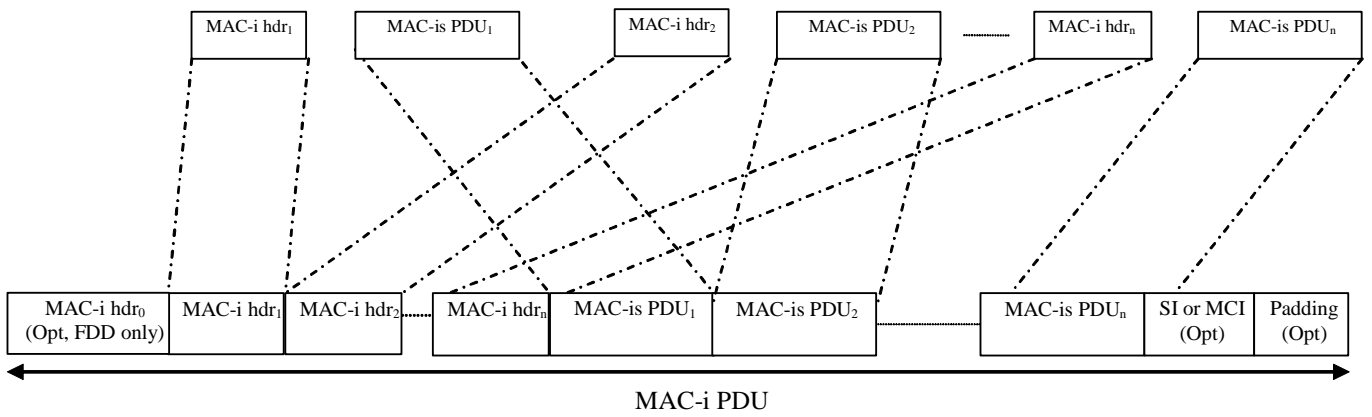 MAC-i hdr₁ MAC-is PDU₁ MAC-i hdr₂ MAC-is PDU₂ MAC-i hdrₙ MAC-is PDUₙ
MAC-i hdr₀ (Opt, FDD only) MAC-i hdr₁ MAC-i hdr₂ MAC-i hdrₙ MAC-is PDU₁ MAC-is PDU₂ MAC-is PDUₙ SI or MCI (Opt) Padding (Opt)
MAC-i PDU